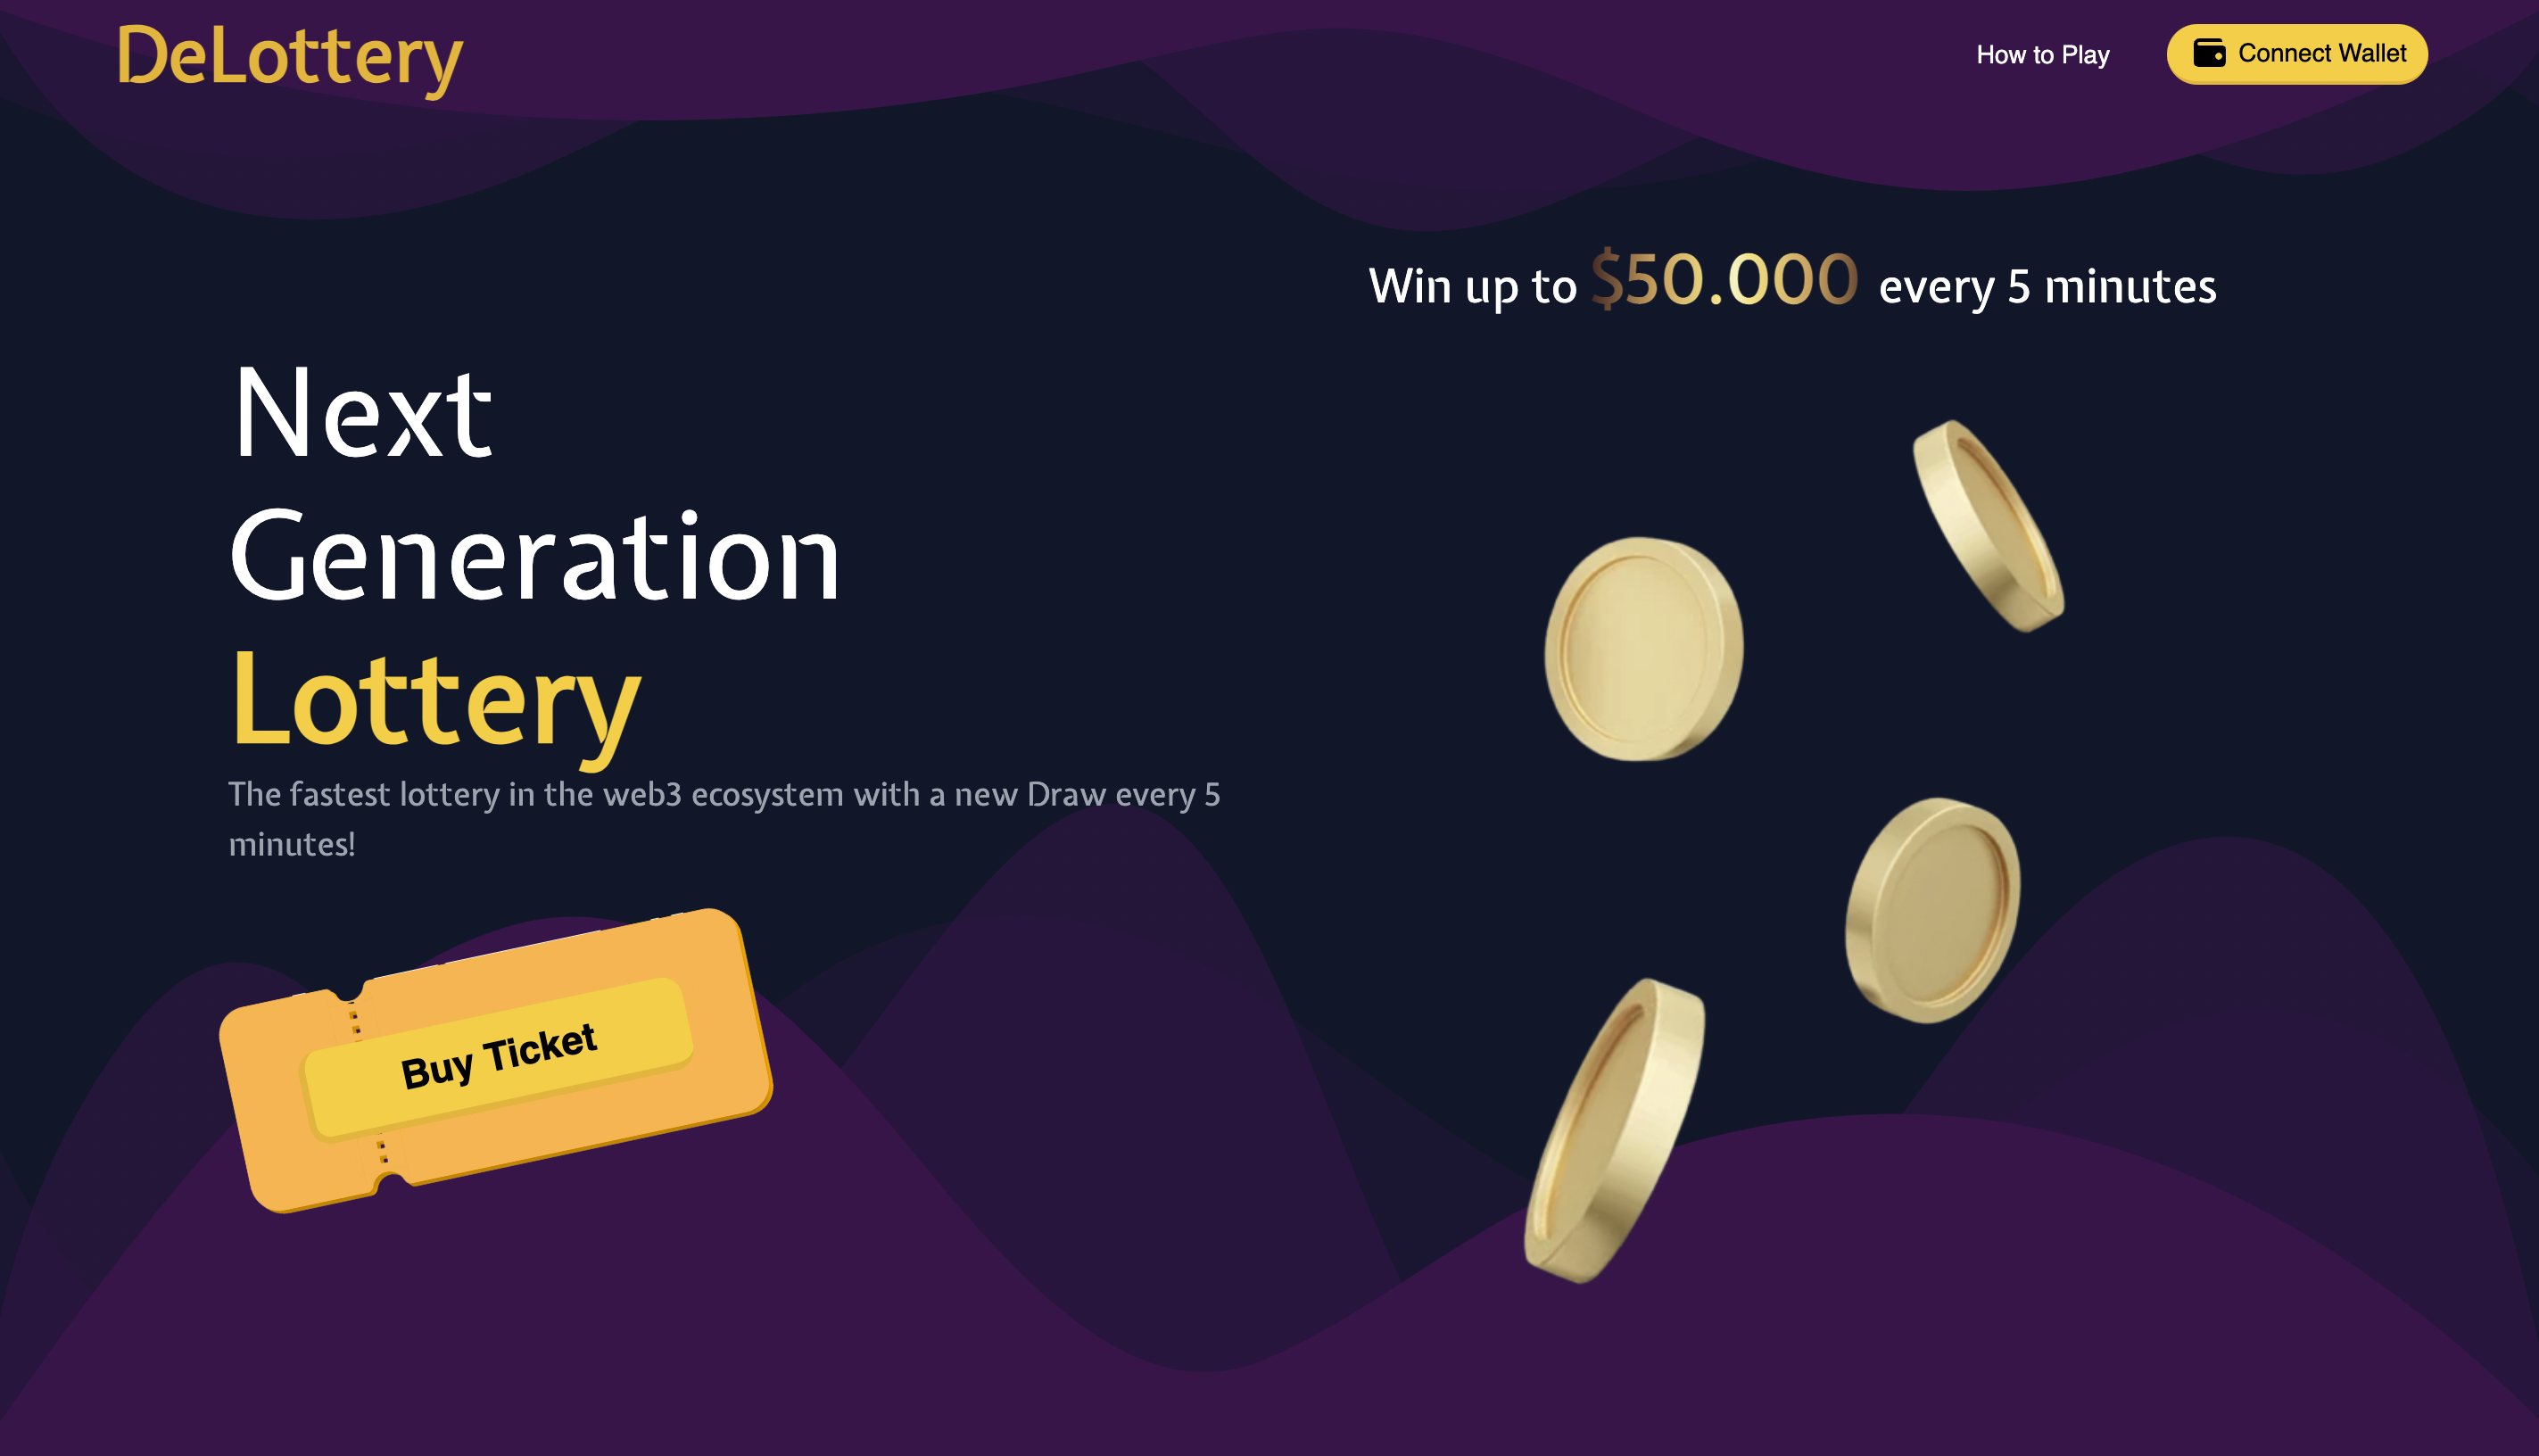 DeLottery
How to Play
Connect Wallet
Win up to $50.000 every 5 minutes
Next
Generation
Lottery
The fastest lottery in the web3 ecosystem with a new Draw every 5
minutes!
Buy Ticket